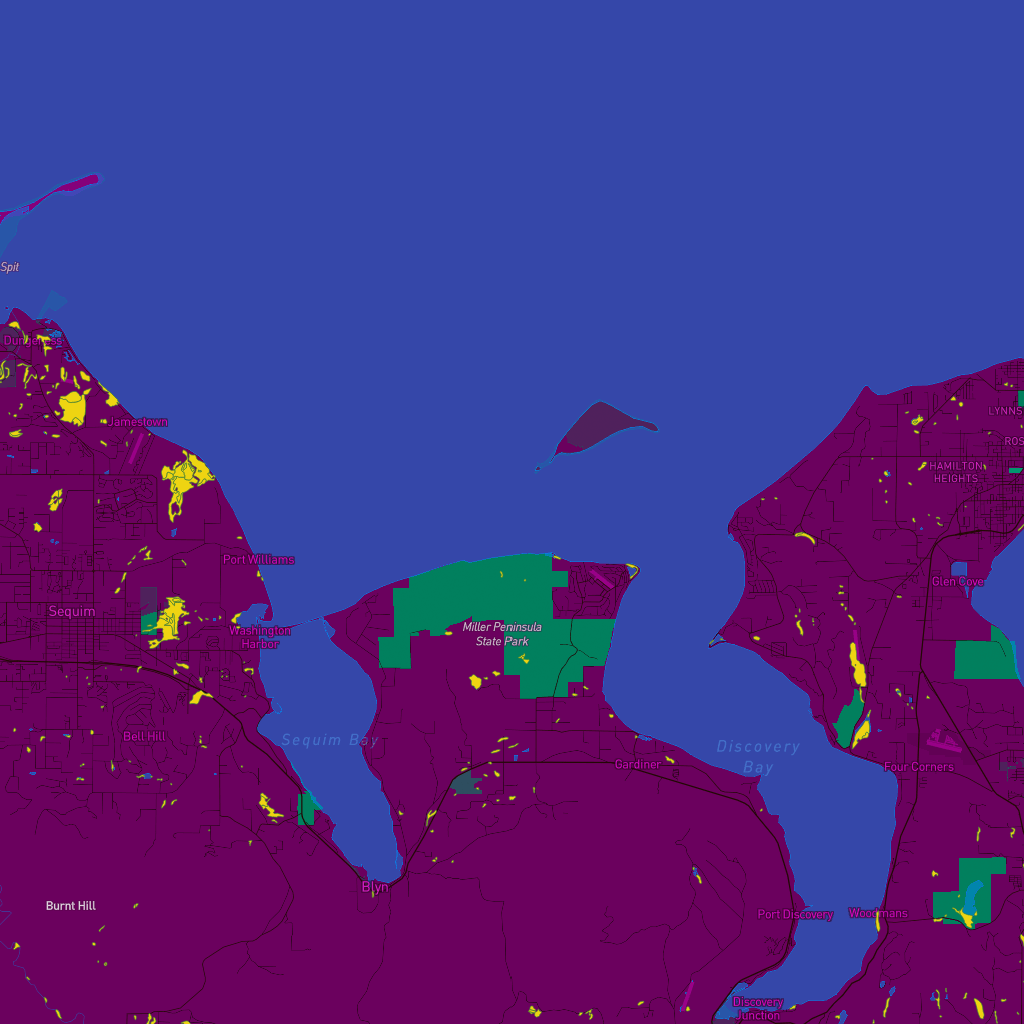 Spit
Dungeness
Jamestown
LYNNS
ROS
HAMILTON
HEIGHTS
Port Williams
Glen Cove
Sequim
Washington
Harbor
Miller Peninsula
State Park
Bell Hill
Sequim Bay
Discovery
Bay
Gardiner
Four Corners
Blyn
Burnt Hill
Port Discovery
Woodmans
Discovery
Junction